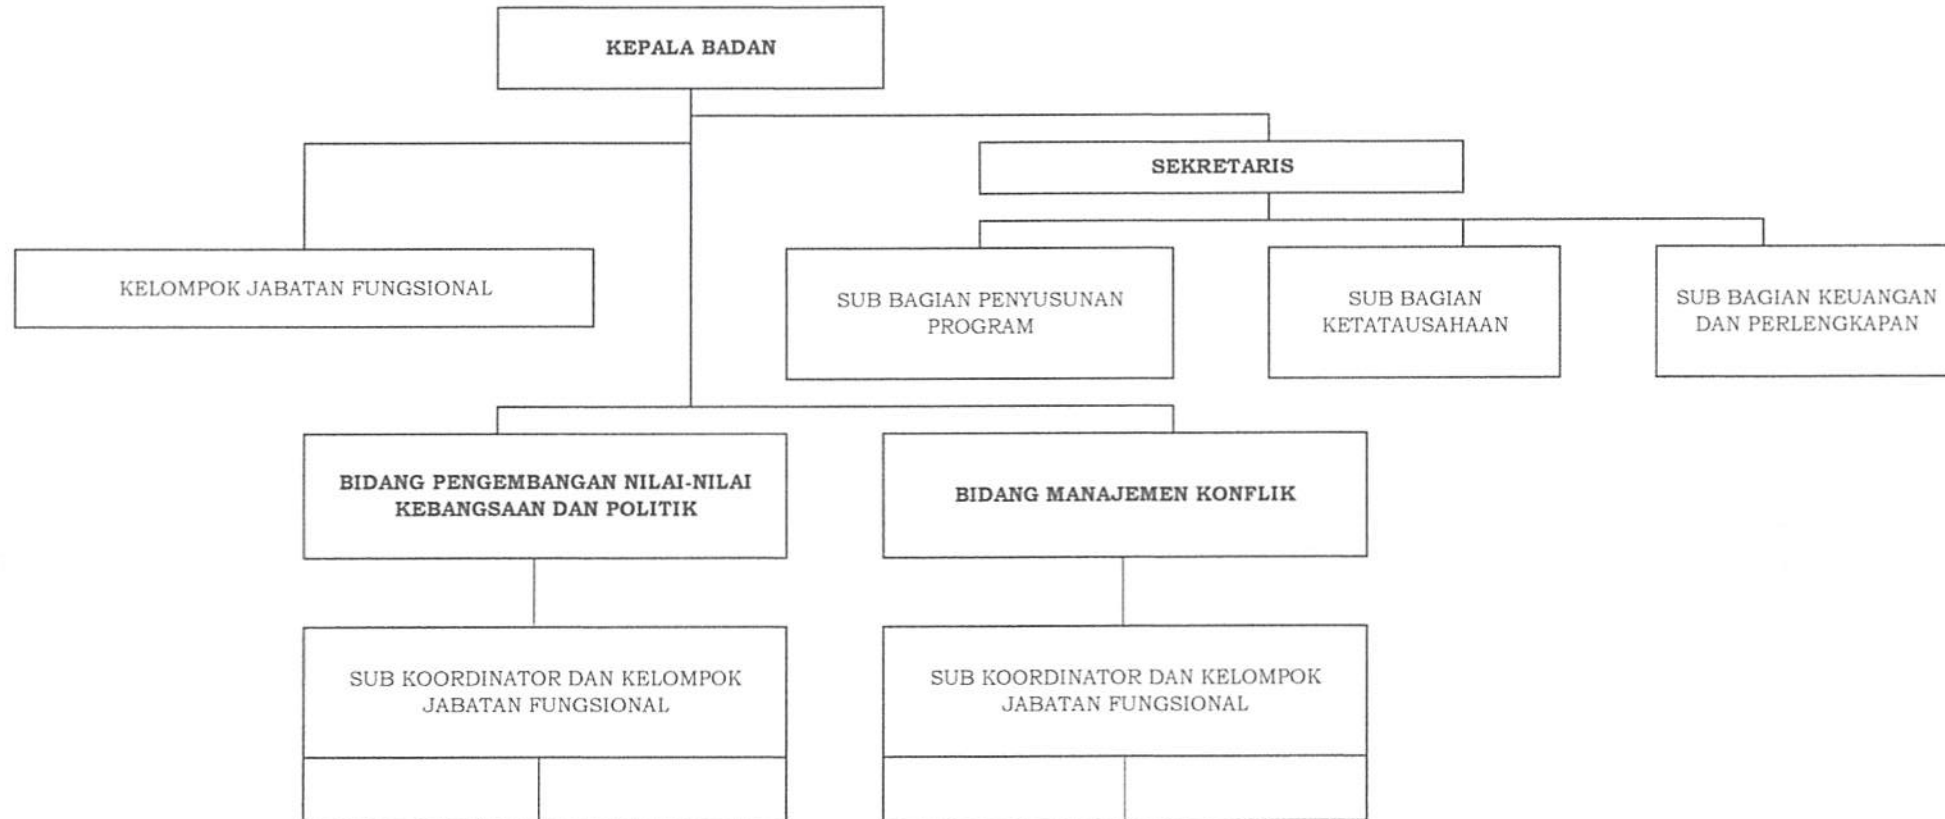 KEPALA BADAN
SEKRETARIS
KELOMPOK JABATAN FUNGSIONAL
SUB BAGIAN PENYUSUNAN
PROGRAM
SUB BAGIAN
KETATAUSAHAAN
SUB BAGIAN KEUANGAN
DAN PERLENGKAPAN
BIDANG PENGEMBANGAN NILAI-NILAI
KEBANGSAAN DAN POLITIK
BIDANG MANAJEMEN KONFLIK
SUB KOORDINATOR DAN KELOMPOK
JABATAN FUNGSIONAL
SUB KOORDINATOR DAN KELOMPOK
JABATAN FUNGSIONAL